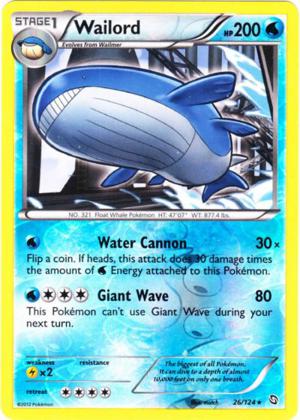 STAGE1 Wailord HP200
Evolves from Wailmer
NO. 321 Float Whale Pokémon HT: 47'07" WT: 877.4 lbs.
Water Cannon 30×
Flip a coin. If heads, this attack does 30 damage times
the amount of Energy attached to this Pokémon.
Giant Wave 80
This Pokémon can't use Giant Wave during your
next turn.
weakness resistance
×2
retreat
The biggest of all Pokémon.
It can dive to a depth of almost
10,000 feet on only one breath.
©2012 Pokémon
26/124 ★